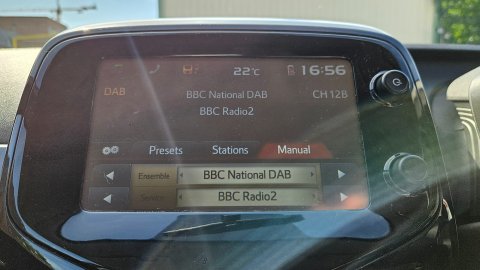 22°C 16:56
DAB BBC National DAB CH 12B
BBC Radio2
Presets Stations Manual
Ensemble BBC National DAB
Service BBC Radio2